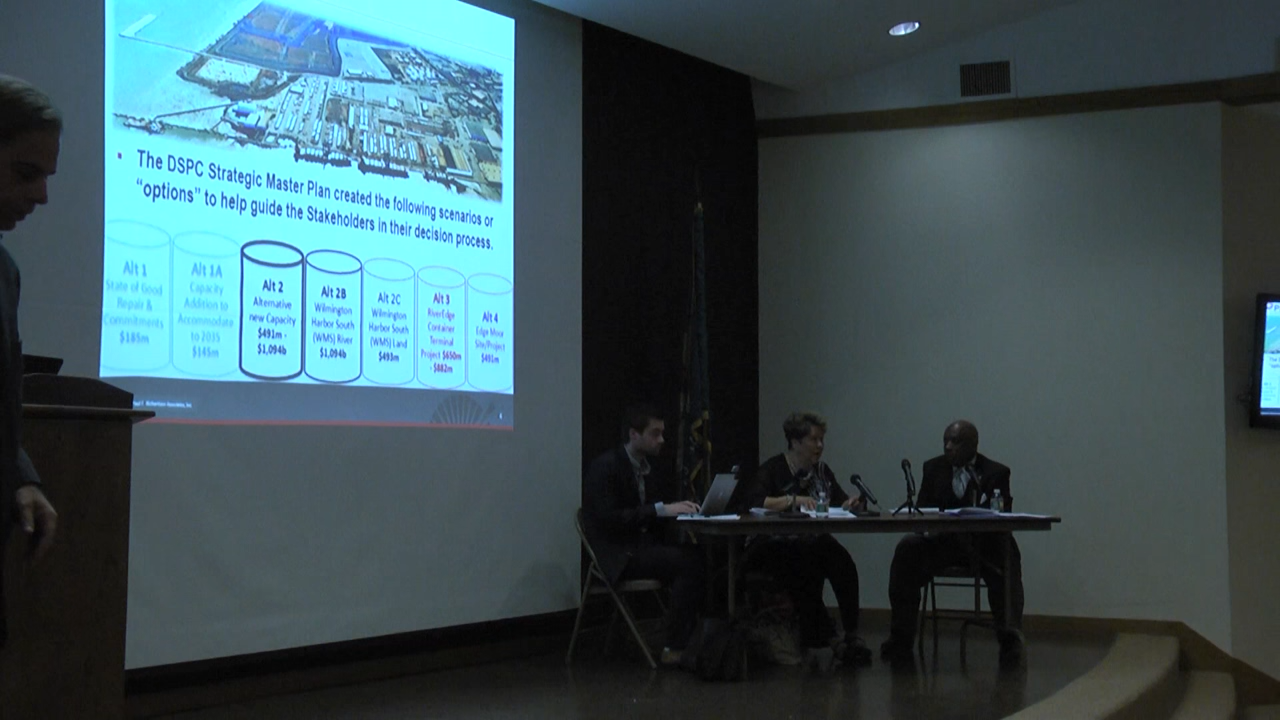 ▪ The DSPC Strategic Master Plan created the following scenarios or
"options" to help guide the Stakeholders in their decision process.
Alt 1
State of Good
Repair &
Commitments
$185m
Alt 1A
Capacity
Addition to
Accommodate
to 2035
$145m
Alt 2
Alternative
new Capacity
$491m -
$1,094b
Alt 2B
Wilmington
Harbor South
(WMS) River
$1,094b
Alt 2C
Wilmington
Harbor South
(WMS) Land
$493m
Alt 3
RiverEdge
Container
Terminal
Project $650m
- $882m
Alt 4
Edge Moor
Site/Project
$491m